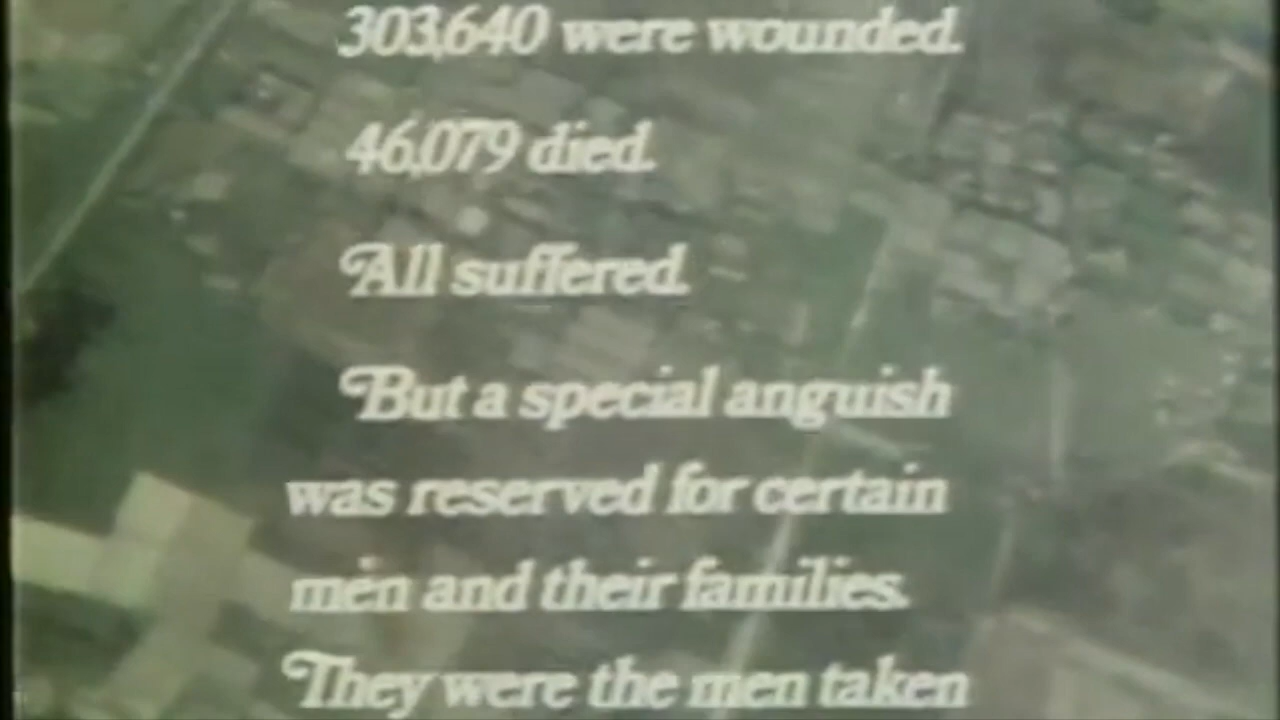 303,640 were wounded.
46,079 died.
All suffered.
But a special anguish
was reserved for certain
men and their families.
They were the men taken